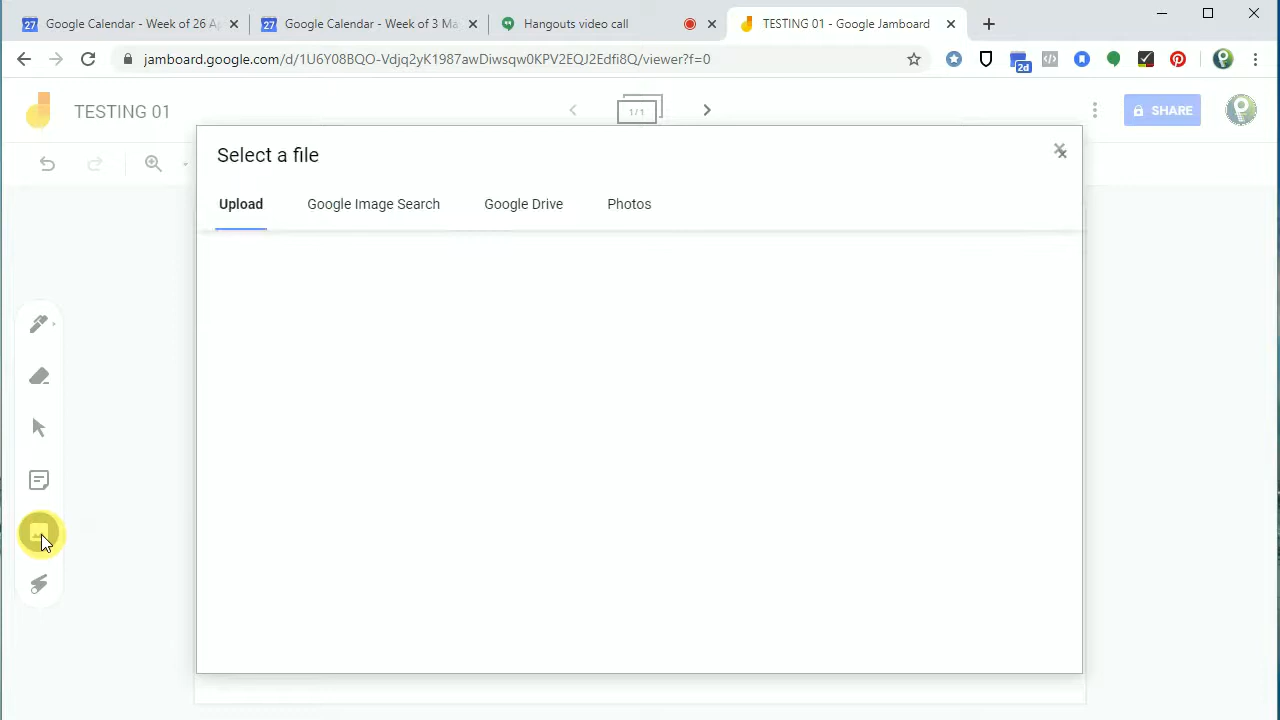 Google Calendar - Week of 26 Ap
Google Calendar - Week of 3 Ma
Hangouts video call
TESTING 01 - Google Jamboard
jamboard.google.com/d/1U6Y08BQO-Vdjq2yK1987awDiwsqw0KPV2EQJ2Edfi8Q/viewer?f=0
2d
TESTING 01
1/1
SHARE
Select a file
Upload
Google Image Search
Google Drive
Photos